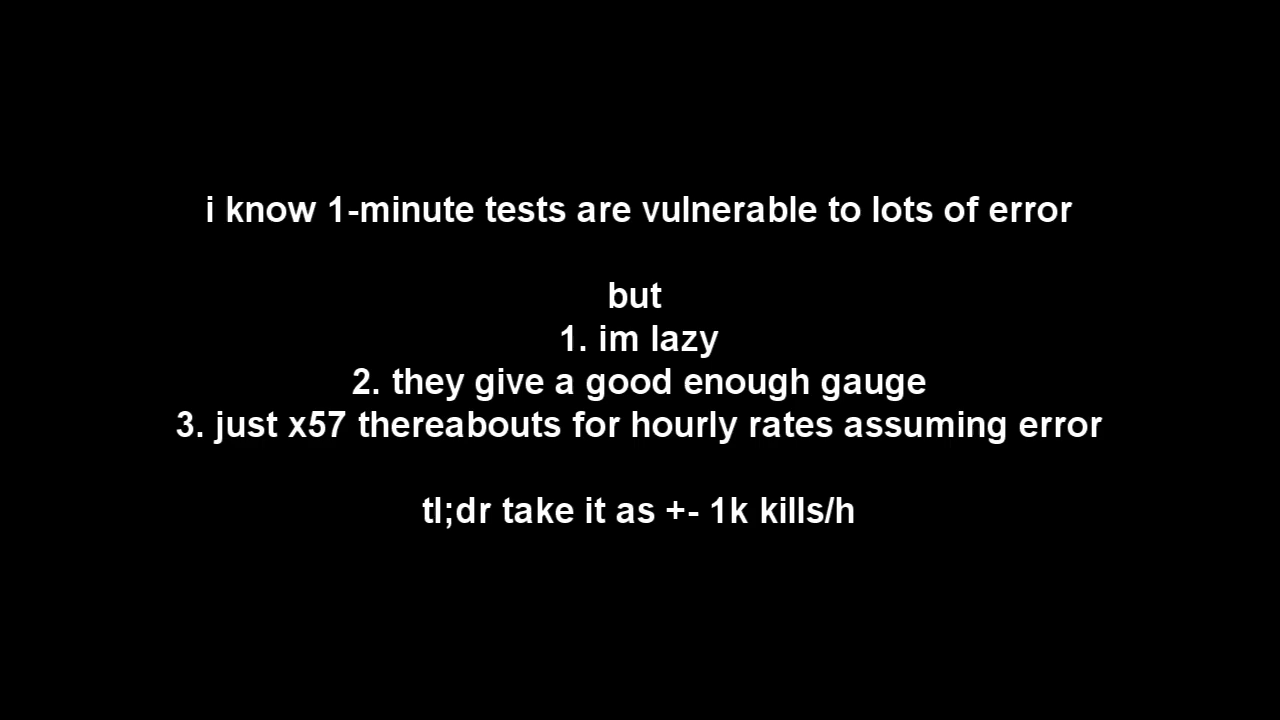 i know 1-minute tests are vulnerable to lots of error
but
1. im lazy
2. they give a good enough gauge
3. just x57 thereabouts for hourly rates assuming error
tl;dr take it as +- 1k kills/h